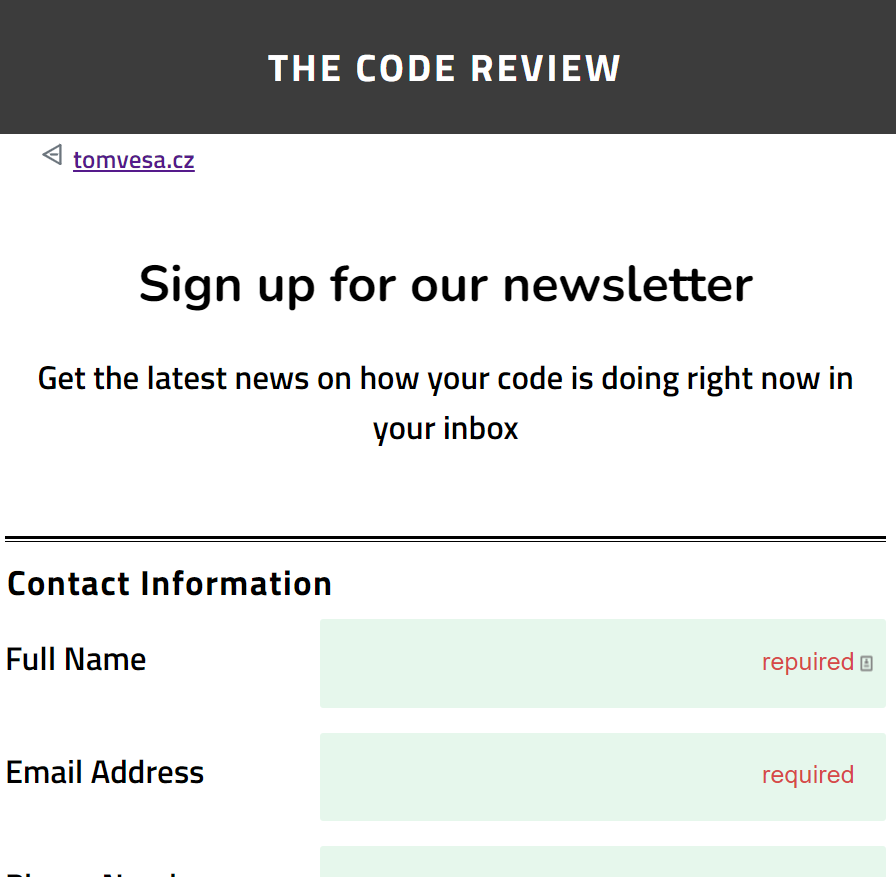 THE CODE REVIEW
tomvesa.cz
Sign up for our newsletter
Get the latest news on how your code is doing right now in
your inbox
Contact Information
Full Name
repuired
Email Address
required